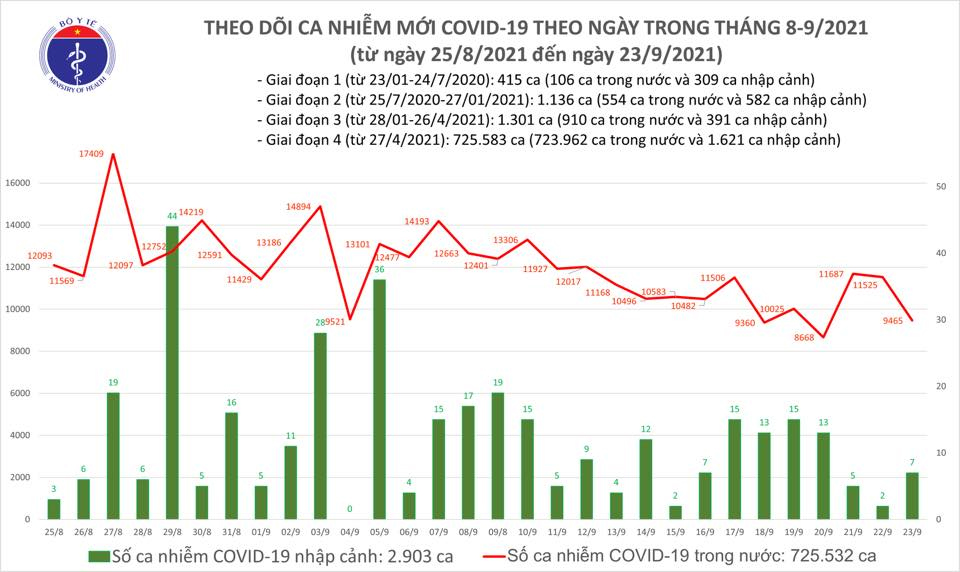 BỘ Y TẾ
MINISTRY OF HEALTH
THEO DÕI CA NHIỄM MỚI COVID-19 THEO NGÀY TRONG THÁNG 8-9/2021
(từ ngày 25/8/2021 đến ngày 23/9/2021)
- Giai đoạn 1 (từ 23/01-24/7/2020): 415 ca (106 ca trong nước và 309 ca nhập cảnh)
- Giai đoạn 2 (từ 25/7/2020-27/01/2021): 1.136 ca (554 ca trong nước và 582 ca nhập cảnh)
- Giai đoạn 3 (từ 28/01-26/4/2021): 1.301 ca (910 ca trong nước và 391 ca nhập cảnh)
- Giai đoạn 4 (từ 27/4/2021): 725.583 ca (723.962 ca trong nước và 1.621 ca nhập cảnh)
16000
14000
12000
10000
8000
6000
4000
2000
0
50
40
30
20
10
0
12093 11569 17409 12097 12752 14219 12591 11429 13186 14894 9521 13101 12477 14193 12663 12401 13306 11927 12017 11168 10496 10583 10482 11506 9360 10025 8668 11687 11525 9465
3 6 19 6 44 5 16 5 11 28 0 36 4 15 17 19 15 5 9 4 12 2 7 15 13 15 13 5 2 7
25/8 26/8 27/8 28/8 29/8 30/8 31/8 01/9 02/9 03/9 04/9 05/9 06/9 07/9 08/9 09/9 10/9 11/9 12/9 13/9 14/9 15/9 16/9 17/9 18/9 19/9 20/9 21/9 22/9 23/9
Số ca nhiễm COVID-19 nhập cảnh: 2.903 ca
Số ca nhiễm COVID-19 trong nước: 725.532 ca